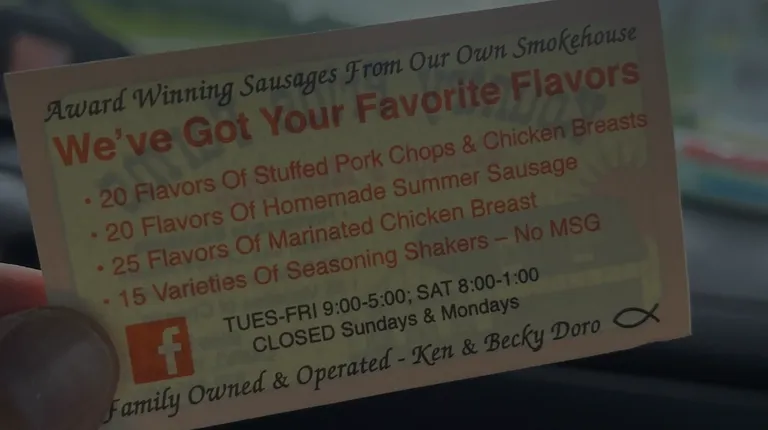 Award Winning Sausages From Our Own Smokehouse
We've Got Your Favorite Flavors
• 20 Flavors Of Stuffed Pork Chops & Chicken Breasts
• 20 Flavors Of Homemade Summer Sausage
• 25 Flavors Of Marinated Chicken Breast
• 15 Varieties Of Seasoning Shakers – No MSG
TUES-FRI 9:00-5:00; SAT 8:00-1:00
CLOSED Sundays & Mondays
Family Owned & Operated - Ken & Becky Doro